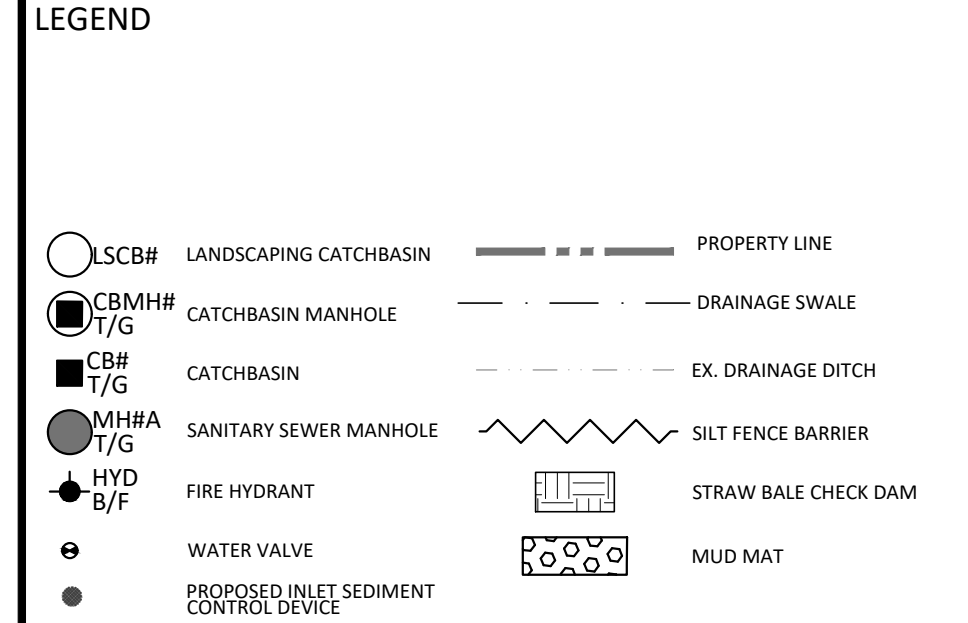 LEGEND
LSCB# LANDSCAPING CATCHBASIN
CBMH#
T/G
CATCHBASIN MANHOLE
CB#
T/G
CATCHBASIN
MH#A
T/G
SANITARY SEWER MANHOLE
HYD
B/F
FIRE HYDRANT
WATER VALVE
PROPOSED INLET SEDIMENT
CONTROL DEVICE
PROPERTY LINE
DRAINAGE SWALE
EX. DRAINAGE DITCH
SILT FENCE BARRIER
STRAW BALE CHECK DAM
MUD MAT